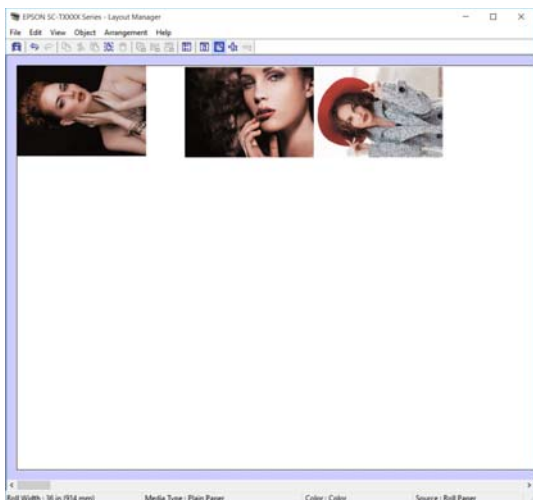 EPSON SC-TXXXX Series - Layout Manager
File Edit View Object Arrangement Help
Roll Width : 36 in (914 mm) Media Type : Plain Paper Color : Color Source : Roll Paper